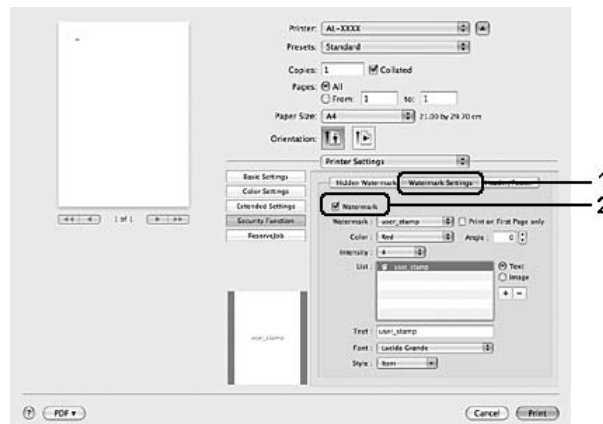 Printer: AL-XXXX
Presets: Standard
Copies: 1 Collated
Pages: All
From: 1 to: 1
Paper Size: A4 21.00 by 29.70 cm
Orientation:
Printer Settings
Basic Settings
Color Settings
Extended Settings
Security Function
ReserveJob
Hidden Watermark Watermark Settings Header/Footer
1
Watermark
2
Watermark : user_stamp Print on First Page only
Color : Red Angle : 0
Intensity : 4
List : user_stamp Text
Image
+ -
Text : user_stamp
Font : Lucida Grande
Style :
1 of 1
user_stamp
? PDF Cancel Print